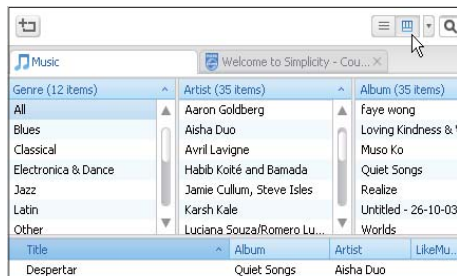 Music
Welcome to Simplicity - Cou...
Genre (12 items)
Artist (35 items)
Album (35 items)
All
Aaron Goldberg
faye wong
Blues
Aisha Duo
Loving Kindness &
Classical
Avril Lavigne
Muso Ko
Electronica & Dance
Habib Koité and Bamada
Quiet Songs
Jazz
Jamie Cullum, Steve Isles
Realize
Latin
Karsh Kale
Untitled - 26-10-03
Other
Luciana Souza/Romero Lu...
Worlds
Title
Album
Artist
LikeMu...
Despertar
Quiet Songs
Aisha Duo